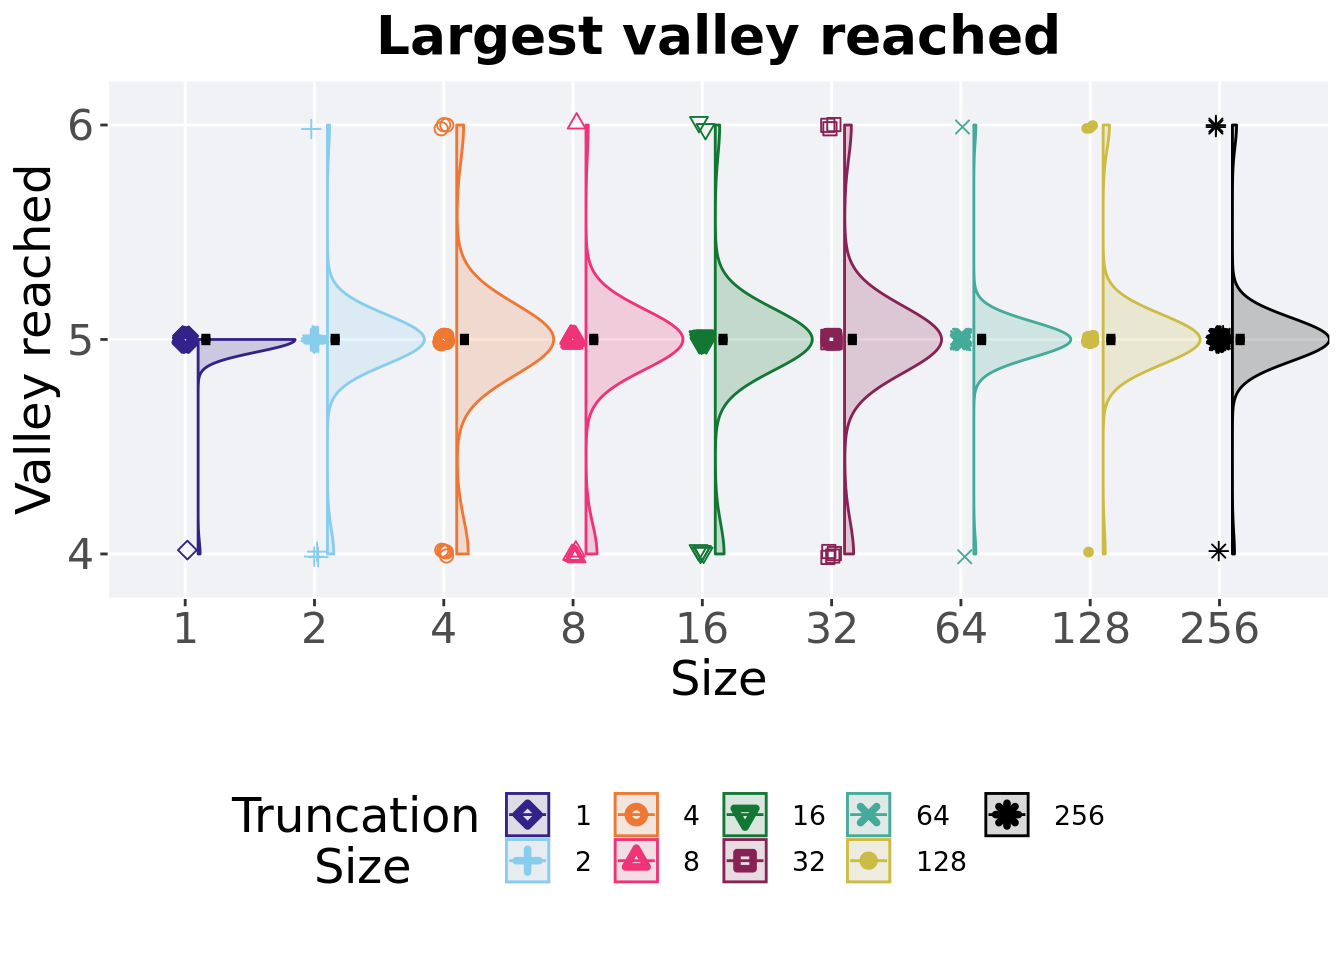 Largest valley reached
Valley reached
6
5
4
1 2 4 8 16 32 64 128 256
Size
Truncation
Size
1 4 16 64 256
2 8 32 128